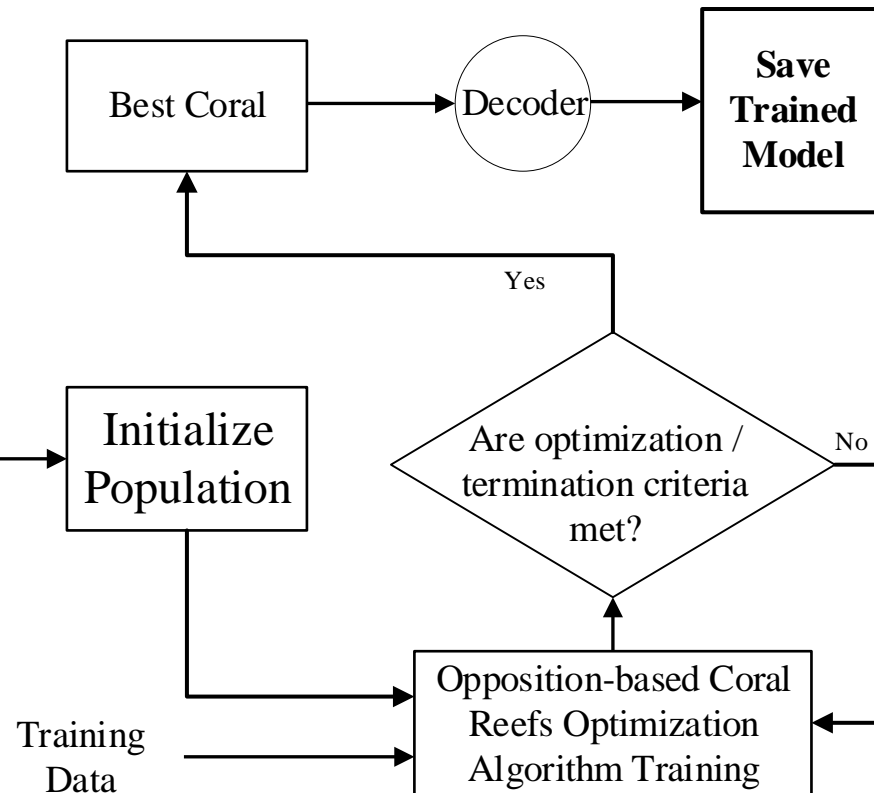 Best Coral
Decoder
Save
Trained
Model
Yes
Initialize
Population
Are optimization /
termination criteria
met?
No
Opposition-based Coral
Reefs Optimization
Algorithm Training
Training
Data